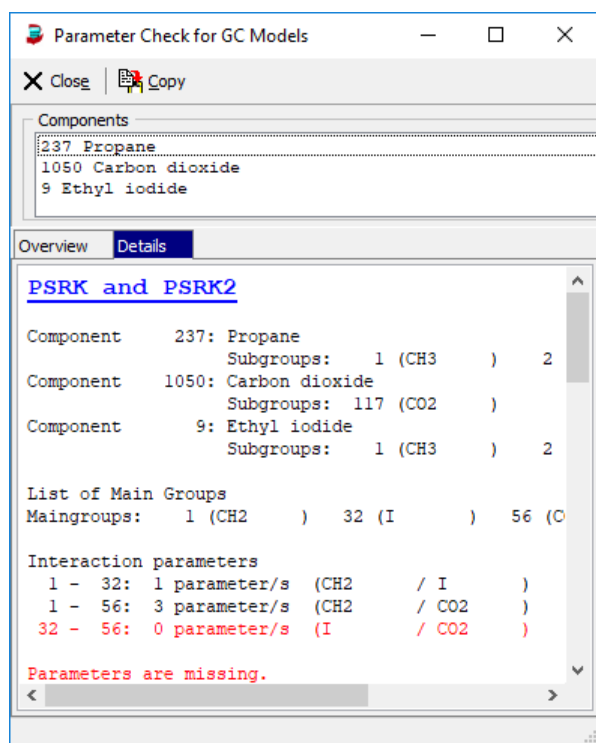 Parameter Check for GC Models
Close Copy
Components
237 Propane
1050 Carbon dioxide
9 Ethyl iodide
Overview Details
PSRK and PSRK2
Component 237: Propane
Subgroups: 1 (CH3 ) 2
Component 1050: Carbon dioxide
Subgroups: 117 (CO2 )
Component 9: Ethyl iodide
Subgroups: 1 (CH3 ) 2
List of Main Groups
Maingroups: 1 (CH2 ) 32 (I ) 56 (C
Interaction parameters
1 - 32: 1 parameter/s (CH2 / I )
1 - 56: 3 parameter/s (CH2 / CO2 )
32 - 56: 0 parameter/s (I / CO2 )
Parameters are missing.